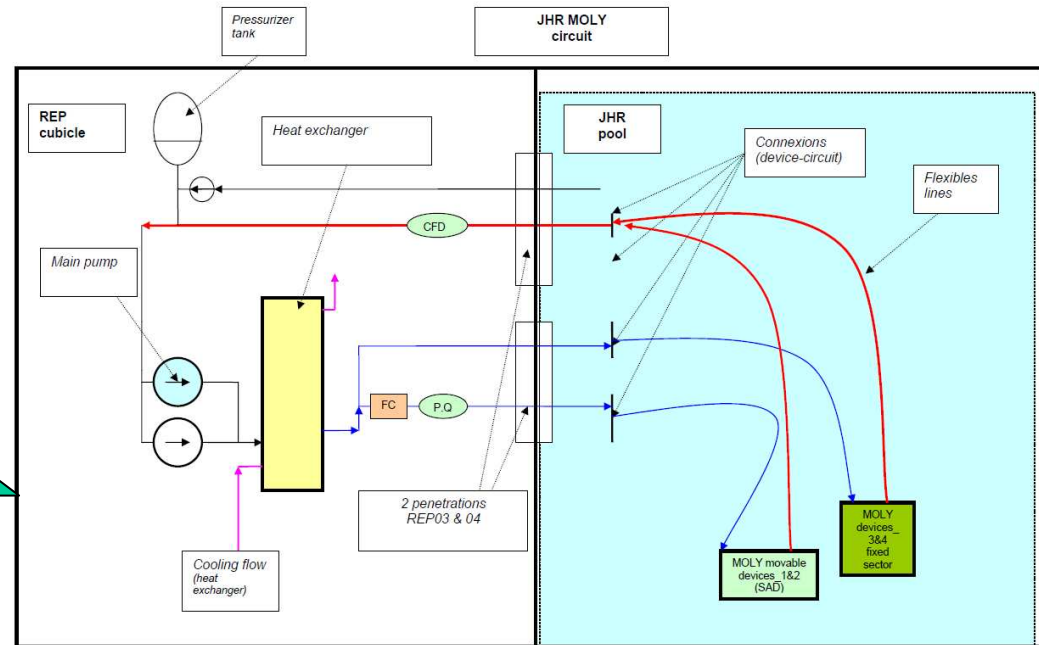 Pressurizer
tank
JHR MOLY
circuit
REP
cubicle
Heat exchanger
JHR
pool
Connexions
(device-circuit)
Flexibles
lines
CFD
Main pump
FC
P.Q
2 penetrations
REP03 & 04
Cooling flow
(heat
exchanger)
MOLY
devices_
3&4
fixed
sector
MOLY movable
devices_1&2
(SAD)